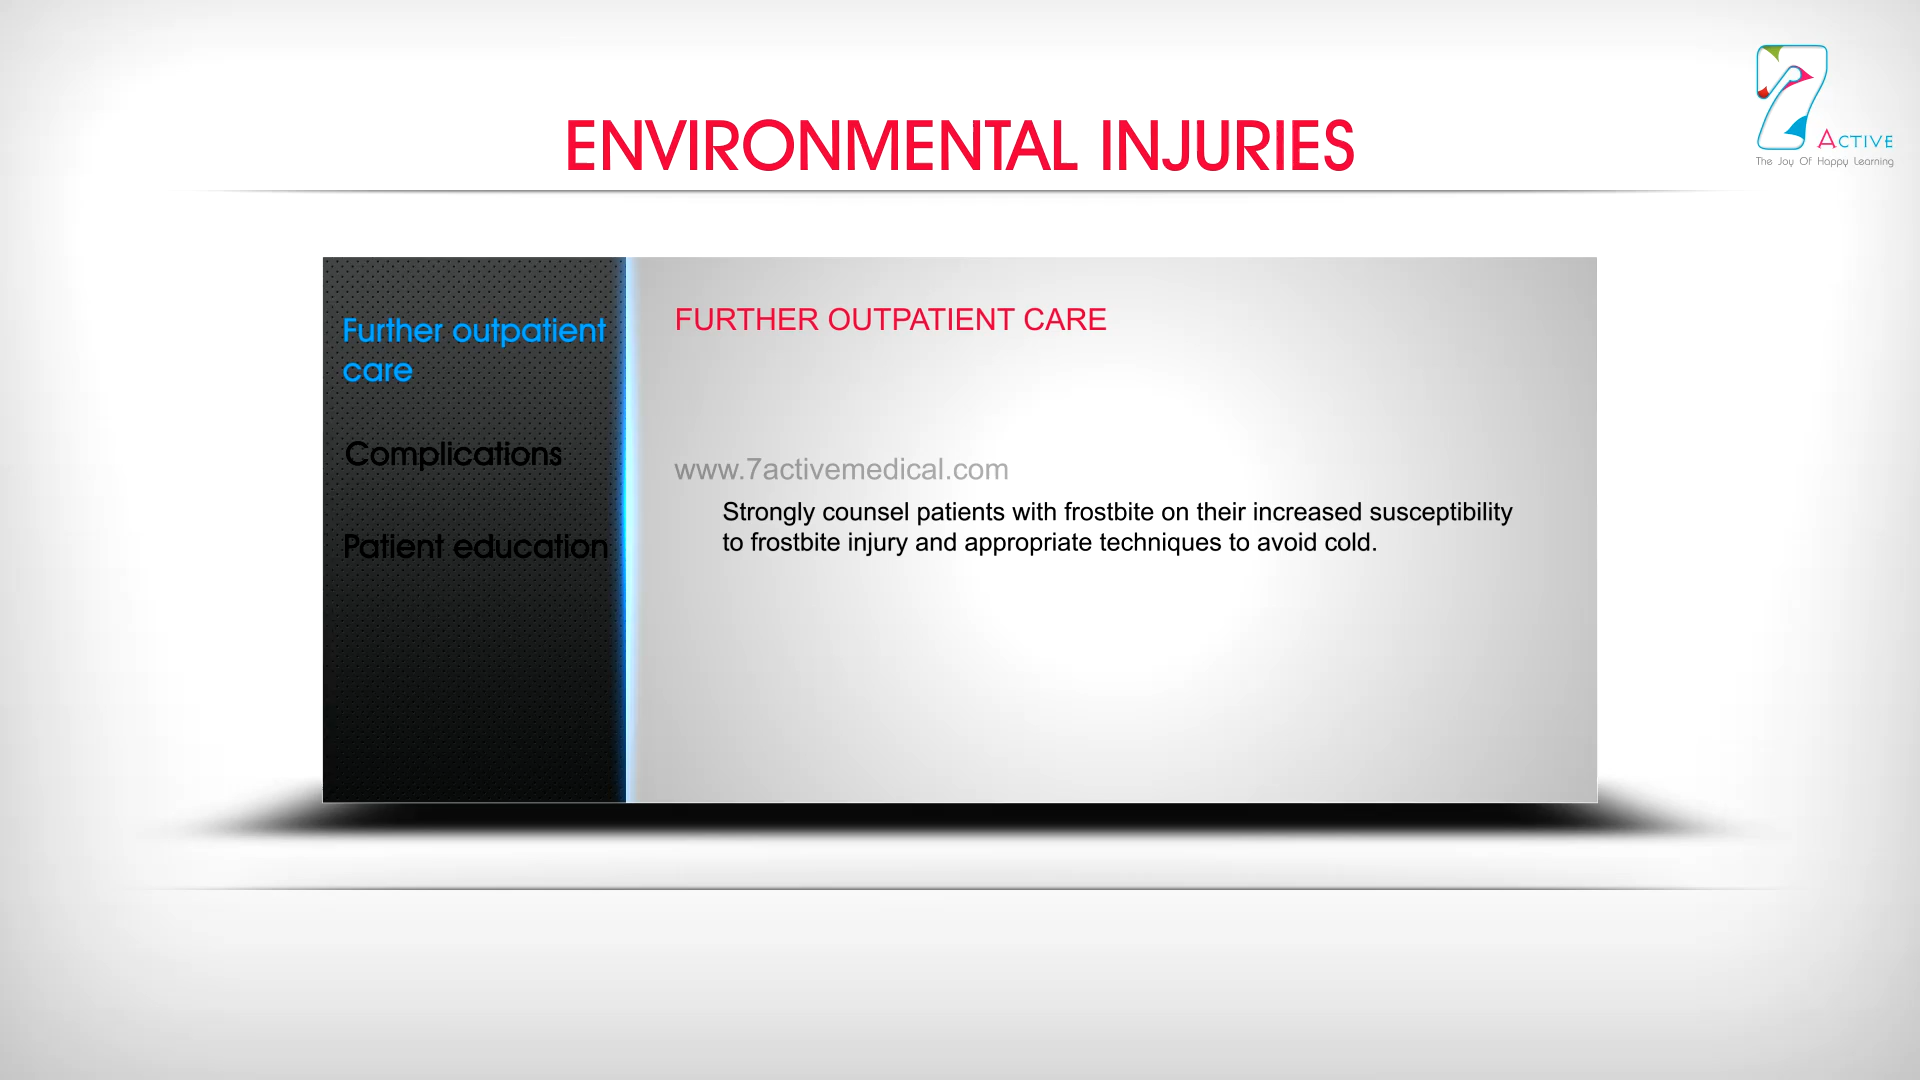 ENVIRONMENTAL INJURIES
7
ACTIVE
The Joy Of Happy Learning
Further outpatient
care
Complications
Patient education
FURTHER OUTPATIENT CARE
www.7activemedical.com
Strongly counsel patients with frostbite on their increased susceptibility
to frostbite injury and appropriate techniques to avoid cold.